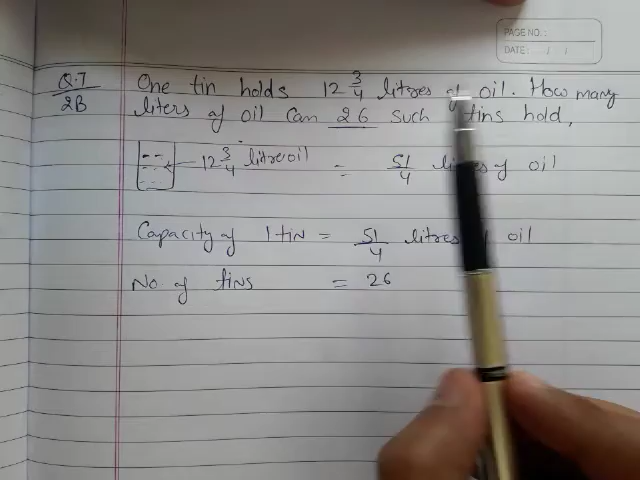 PAGE NO.:
DATE: / /
Q.7 One tin holds 12 3/4 litres of oil. How many
2B liters of oil can 26 such tins hold,
12 3/4 litre oil = 51/4 litres of oil
Capacity of 1 tin = 51/4 litres of oil
No of tins = 26